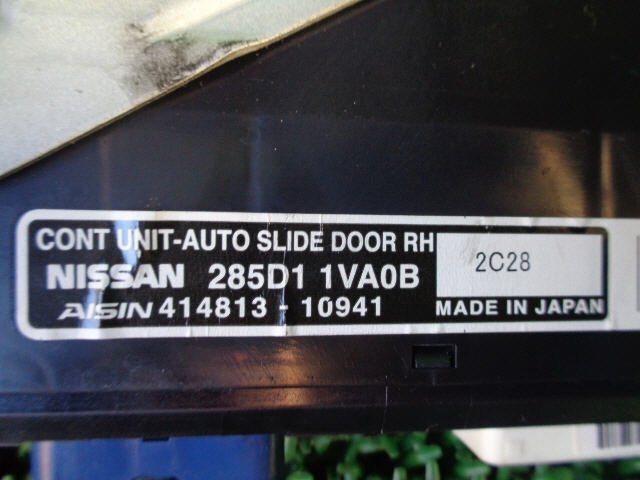 CONT UNIT-AUTO SLIDE DOOR RH
2C28
NISSAN 285D1 1VA0B
AISIN 414813 - 10941
MADE IN JAPAN